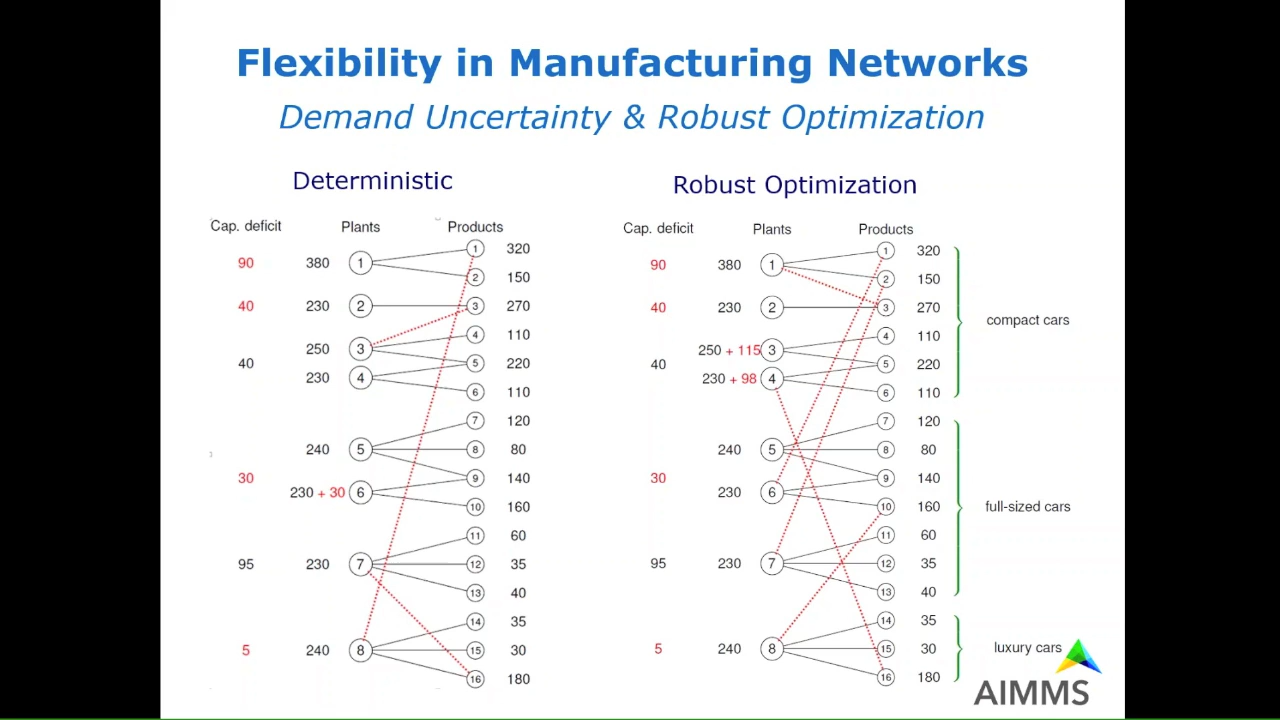 Flexibility in Manufacturing Networks
Demand Uncertainty & Robust Optimization
Deterministic
Cap. deficit Plants Products
1 320
90 380 1
2 150
40 230 2 3 270
4 110
250 3
40 5 220
230 4
6 110
7 120
240 5 8 80
30 9 140
230 + 30 6
10 160
11 60
95 230 7 12 35
13 40
14 35
5 240 8 15 30
16 180
Robust Optimization
Cap. deficit Plants Products
1 320
90 380 1
2 150
40 230 2 3 270
compact cars
4 110
250 + 115 3
40 5 220
230 + 98 4
6 110
7 120
240 5 8 80
30 9 140
230 6
10 160 full-sized cars
11 60
95 230 7 12 35
13 40
14 35
5 240 8 15 30 luxury cars
16 180
AIMMS